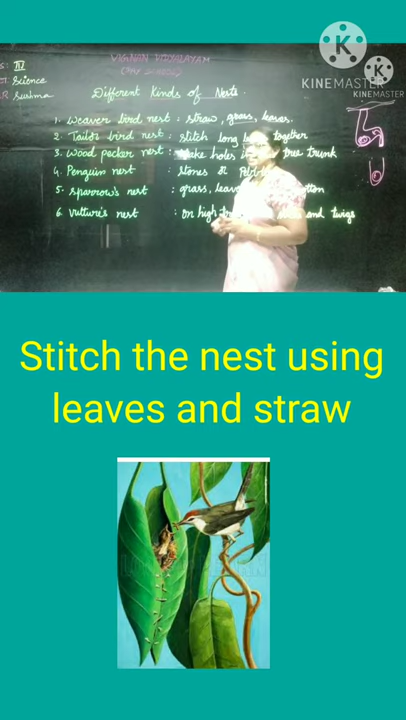 VIGNAN VIDYALAYAM
S: IV
Science
Sushma
Different Kinds of Nests
1. Weaver bird nest : straw, grass, leaves.
2. Tailor bird nest : stitch long together
3. Wood pecker nest : make holes tree trunk
4. Penguin nest : stones or
5. Sparrow's nest : grass,
6. Vulture's nest : on high and twigs
K
KINEMASTER
K
KINEMASTER
Stitch the nest using
leaves and straw